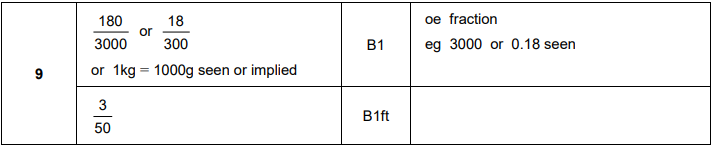 9
180/3000 or 18/300
or 1kg = 1000g seen or implied
B1
oe fraction
eg 3000 or 0.18 seen
3/50
B1ft